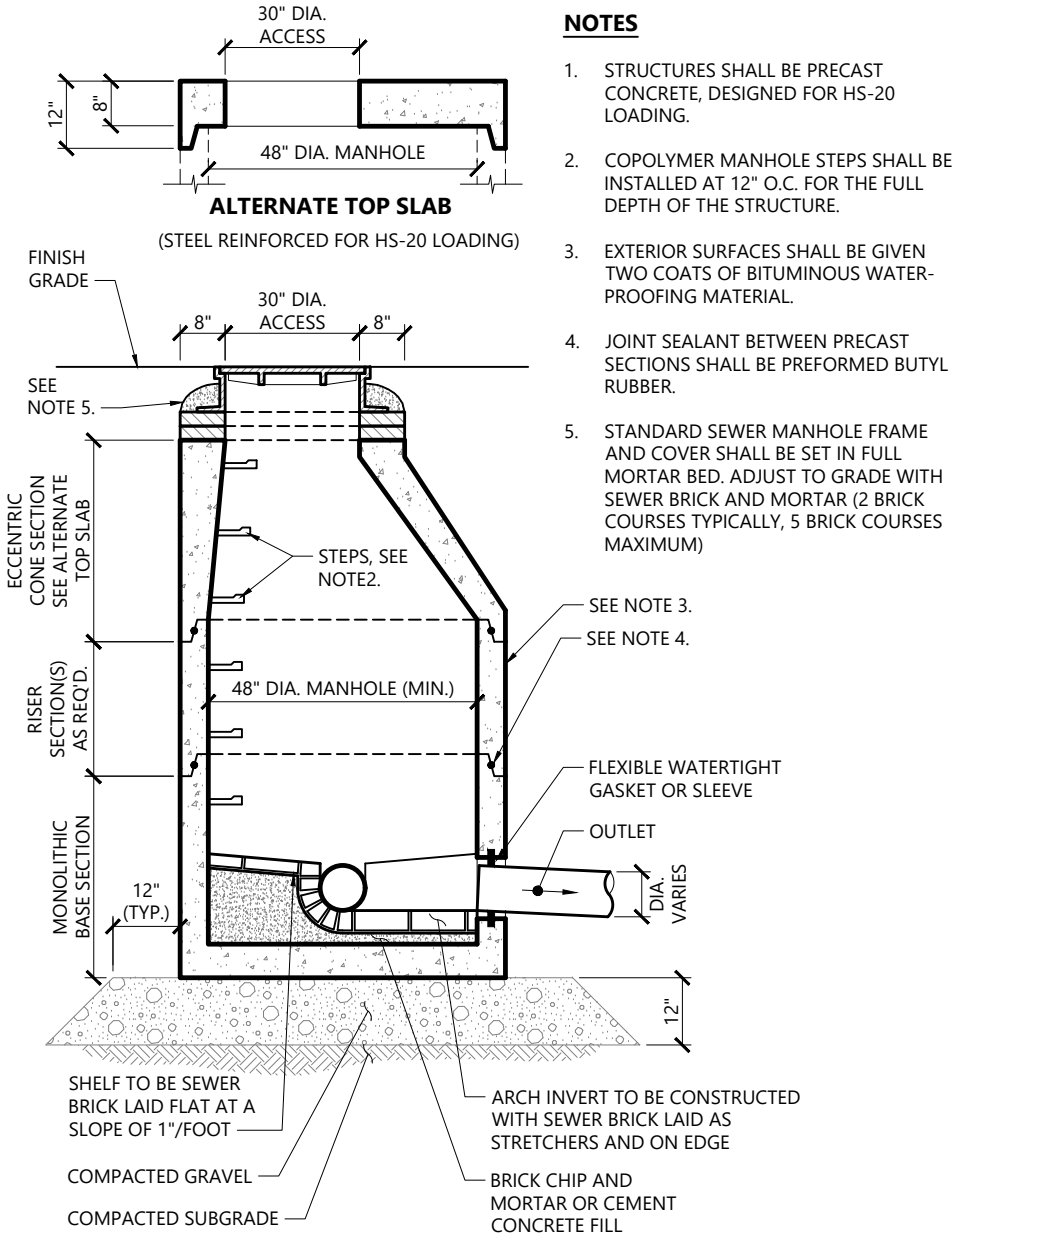 30" DIA.
ACCESS
12"
8"
48" DIA. MANHOLE
ALTERNATE TOP SLAB
(STEEL REINFORCED FOR HS-20 LOADING)
FINISH
GRADE
30" DIA.
ACCESS
8"
8"
SEE
NOTE 5.
ECCENTRIC
CONE SECTION
SEE ALTERNATE
TOP SLAB
STEPS, SEE
NOTE2.
SEE NOTE 3.
SEE NOTE 4.
RISER
SECTION(S)
AS REQ'D.
48" DIA. MANHOLE (MIN.)
FLEXIBLE WATERTIGHT
GASKET OR SLEEVE
OUTLET
MONOLITHIC
BASE SECTION
12"
(TYP.)
DIA.
VARIES
12"
SHELF TO BE SEWER
BRICK LAID FLAT AT A
SLOPE OF 1"/FOOT
COMPACTED GRAVEL
COMPACTED SUBGRADE
ARCH INVERT TO BE CONSTRUCTED
WITH SEWER BRICK LAID AS
STRETCHERS AND ON EDGE
BRICK CHIP AND
MORTAR OR CEMENT
CONCRETE FILL
NOTES
1. STRUCTURES SHALL BE PRECAST
CONCRETE, DESIGNED FOR HS-20
LOADING.
2. COPOLYMER MANHOLE STEPS SHALL BE
INSTALLED AT 12" O.C. FOR THE FULL
DEPTH OF THE STRUCTURE.
3. EXTERIOR SURFACES SHALL BE GIVEN
TWO COATS OF BITUMINOUS WATER-
PROOFING MATERIAL.
4. JOINT SEALANT BETWEEN PRECAST
SECTIONS SHALL BE PREFORMED BUTYL
RUBBER.
5. STANDARD SEWER MANHOLE FRAME
AND COVER SHALL BE SET IN FULL
MORTAR BED. ADJUST TO GRADE WITH
SEWER BRICK AND MORTAR (2 BRICK
COURSES TYPICALLY, 5 BRICK COURSES
MAXIMUM)